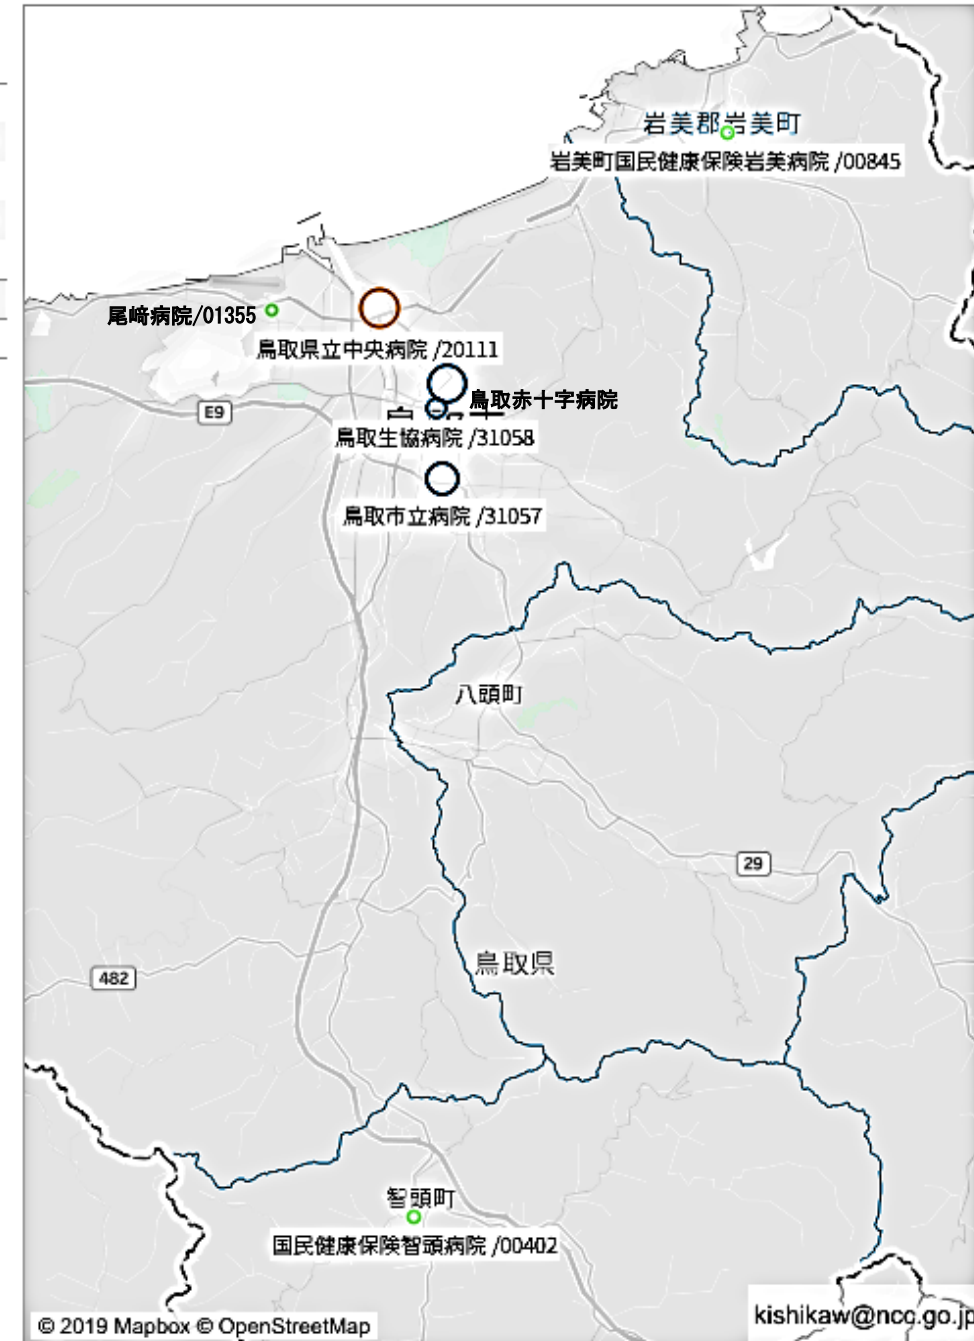 岩美郡岩美町
岩美町国民健康保険岩美病院 /00845
尾﨑病院/01355
鳥取県立中央病院 /20111
鳥取赤十字病院
E9
鳥取生協病院 /31058
鳥取市立病院 /31057
八頭町
29
鳥取県
482
智頭町
国民健康保険智頭病院 /00402
© 2019 Mapbox © OpenStreetMap
kishikaw@ncc.go.jp